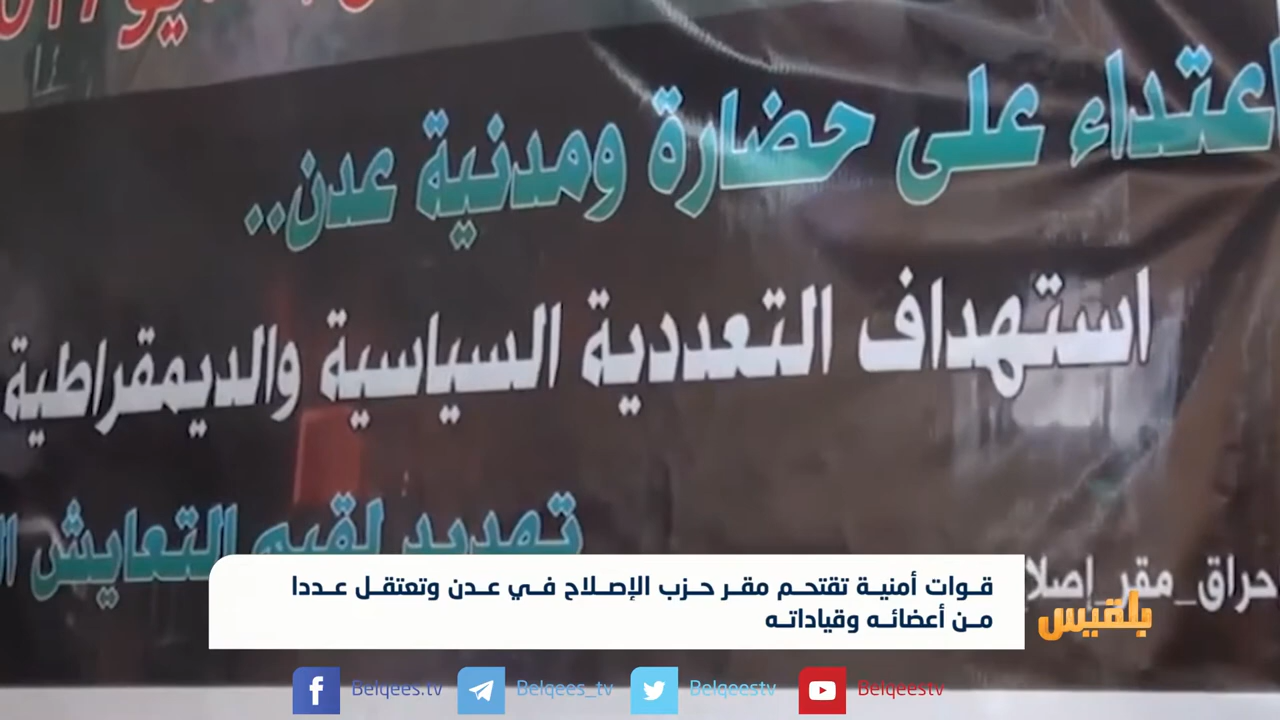 اعتداء على حضارة ومدنية عدن..
استهداف التعددية السياسية والديمقراطية
تهديد لقيم التعايش
حراق_مقر_إصلا
قوات أمنية تقتحم مقر حزب الإصلاح في عدن وتعتقل عددا
من أعضائه وقياداته
بلقيس
Belqees.tv
Belqees_tv
Belqeestv
Belqeestv